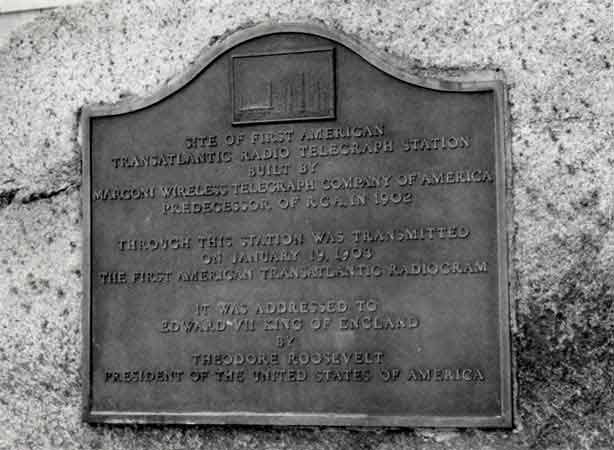 SITE OF FIRST AMERICAN
TRANSATLANTIC RADIO TELEGRAPH STATION
BUILT BY
MARCONI WIRELESS TELEGRAPH COMPANY OF AMERICA
PREDECESSOR OF RCA, IN 1902
THROUGH THIS STATION WAS TRANSMITTED
ON JANUARY 19, 1903
THE FIRST AMERICAN TRANSATLANTIC RADIOGRAM
IT WAS ADDRESSED TO
EDWARD VII KING OF ENGLAND
BY
THEODORE ROOSEVELT
PRESIDENT OF THE UNITED STATES OF AMERICA